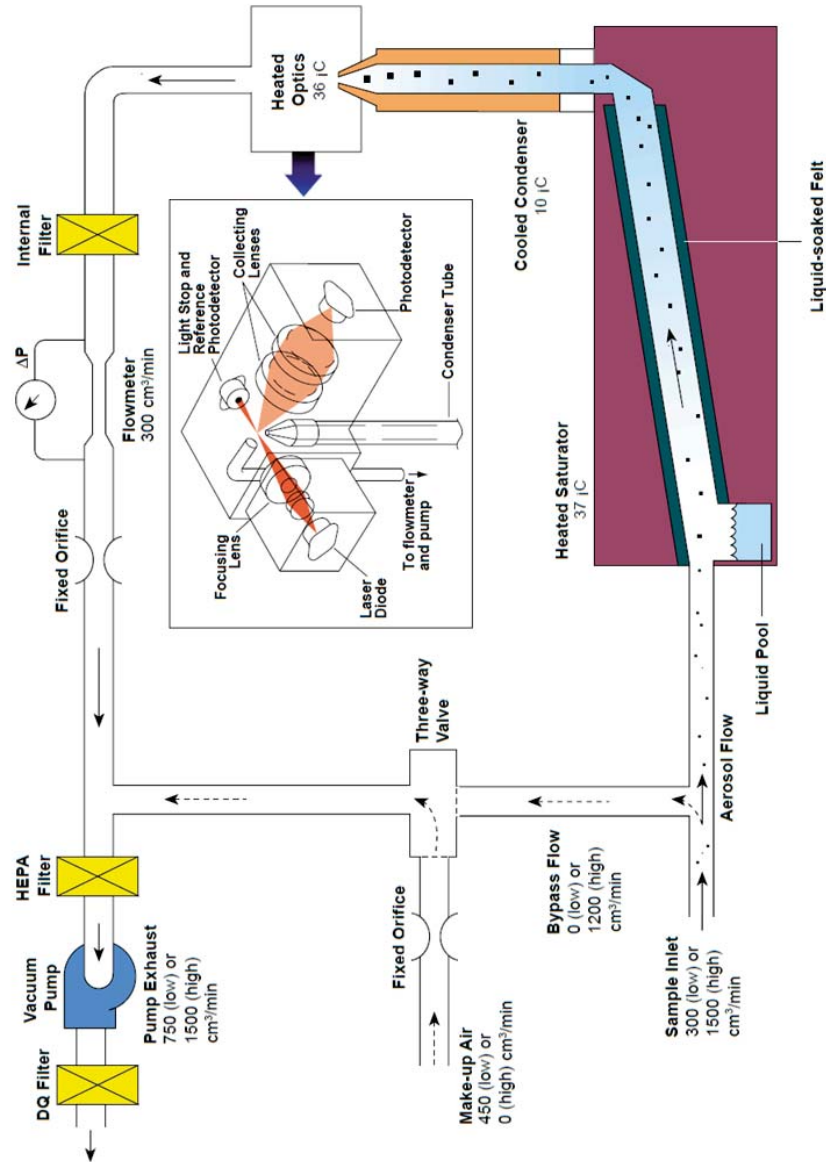 DQ Filter
Vacuum
Pump
Pump Exhaust
750 (low) or
1500 (high)
cm³/min
HEPA
Filter
Fixed Orifice
ΔP
Flowmeter
300 cm³/min
Internal
Filter
Heated
Optics
36 ¡C
Light Stop and
Reference
Photodetector
Collecting
Lenses
Focusing
Lens
Laser
Diode
To flowmeter
and pump
Condenser Tube
Photodetector
Three-way
Valve
Fixed Orifice
Make-up Air
450 (low) or
0 (high) cm³/min
Bypass Flow
0 (low) or
1200 (high)
cm³/min
Sample Inlet
300 (low) or
1500 (high)
cm³/min
Aerosol Flow
Liquid Pool
Heated Saturator
37 ¡C
Cooled Condenser
10 ¡C
Liquid-soaked Felt